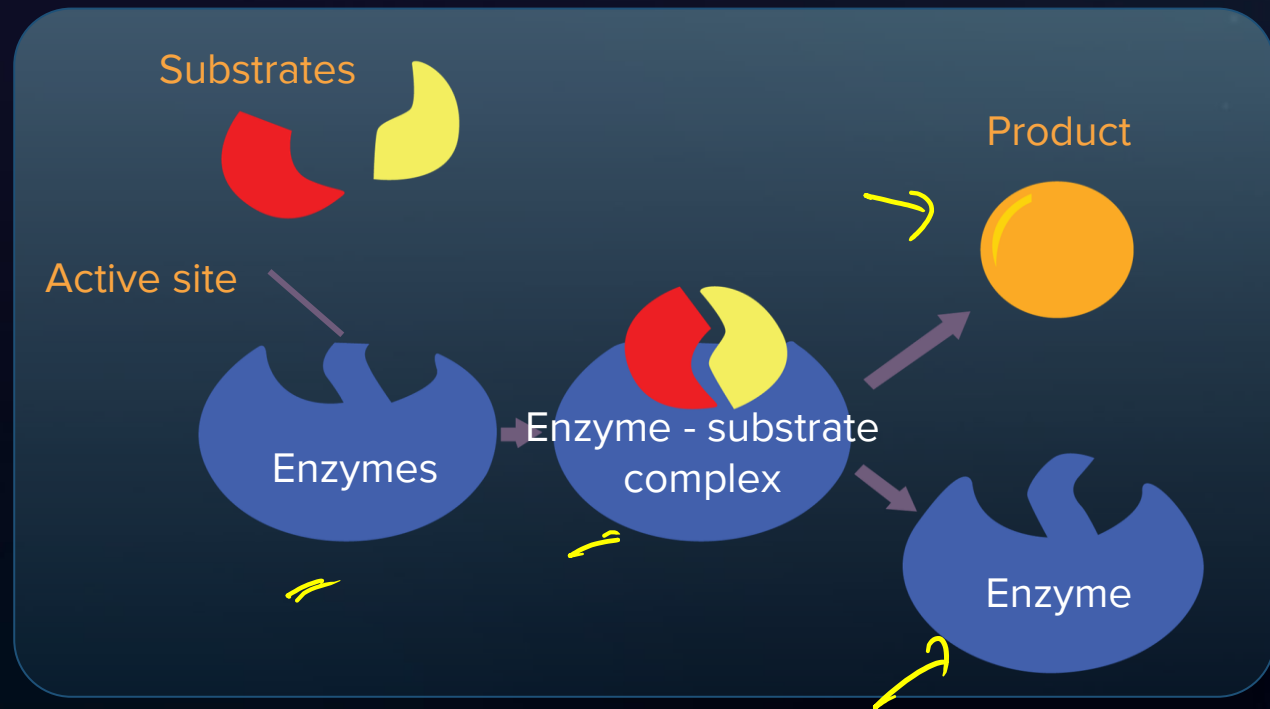 Substrates
Product
Active site
Enzymes
Enzyme - substrate
complex
Enzyme